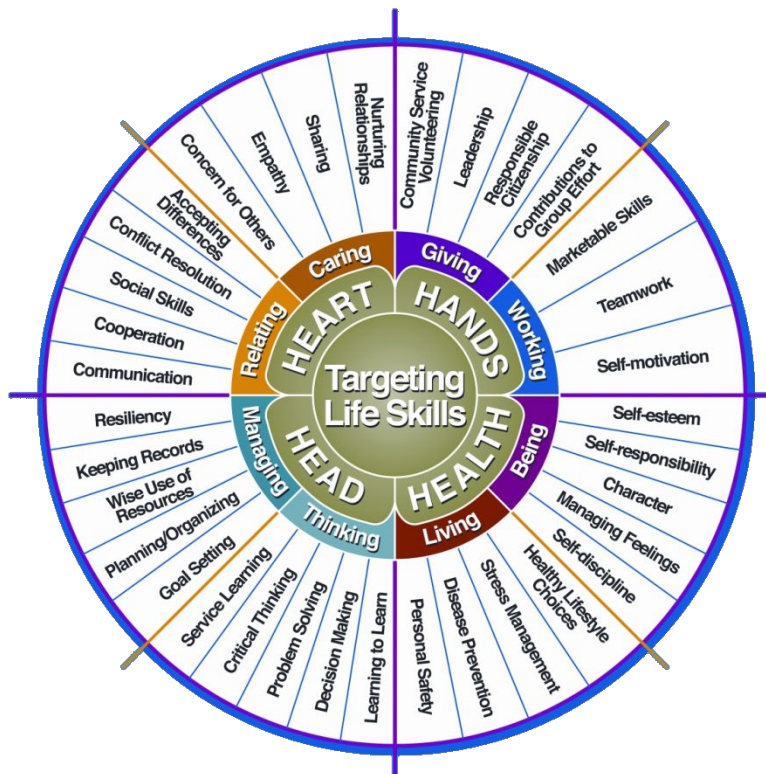 Targeting
Life Skills
HEART
HANDS
HEALTH
HEAD
Caring
Giving
Working
Being
Living
Thinking
Managing
Relating
Nurturing
Relationships
Sharing
Empathy
Concern for Others
Community Service
Volunteering
Leadership
Responsible
Citizenship
Contributions to
Group Effort
Marketable Skills
Teamwork
Self-motivation
Self-esteem
Self-responsibility
Character
Managing Feelings
Self-discipline
Healthy Lifestyle
Choices
Stress Management
Disease Prevention
Personal Safety
Learning to Learn
Decision Making
Problem Solving
Critical Thinking
Service Learning
Goal Setting
Planning/Organizing
Wise Use of
Resources
Keeping Records
Resiliency
Communication
Cooperation
Social Skills
Conflict Resolution
Accepting
Differences